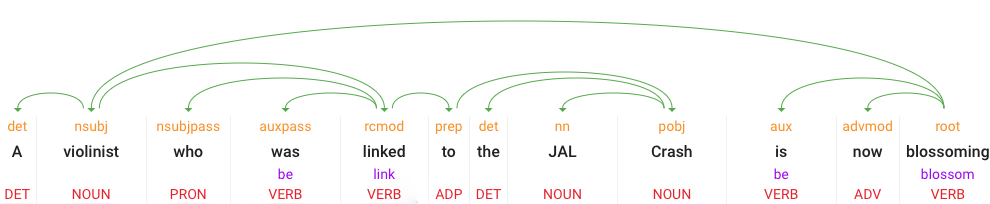 det nsubj nsubjpass auxpass rcmod prep det nn pobj aux advmod root
A violinist who was linked to the JAL Crash is now blossoming
be link be blossom
DET NOUN PRON VERB VERB ADP DET NOUN NOUN VERB ADV VERB